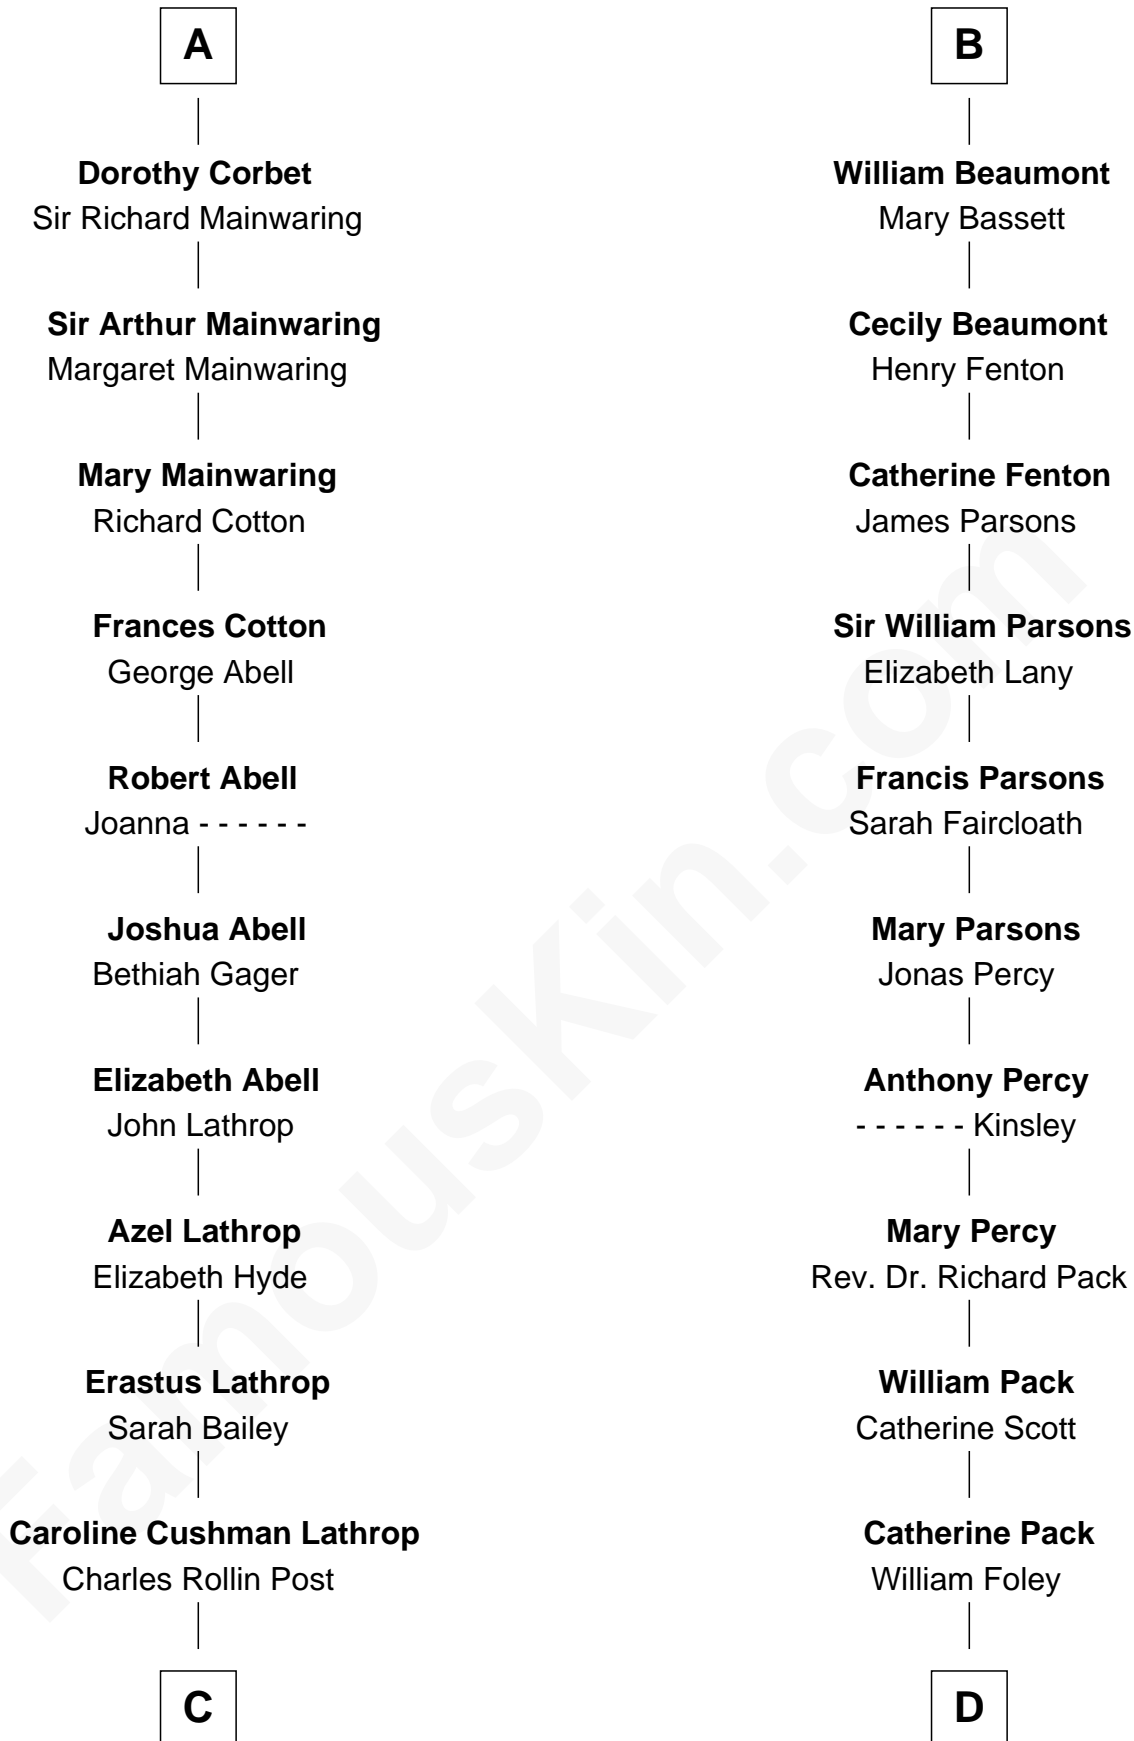 A
Dorothy Corbet
Sir Richard Mainwaring
Sir Arthur Mainwaring
Margaret Mainwaring
Mary Mainwaring
Richard Cotton
Frances Cotton
George Abell
Robert Abell
Joanna - - - - - -
Joshua Abell
Bethiah Gager
Elizabeth Abell
John Lathrop
Azel Lathrop
Elizabeth Hyde
Erastus Lathrop
Sarah Bailey
Caroline Cushman Lathrop
Charles Rollin Post
C
B
William Beaumont
Mary Bassett
Cecily Beaumont
Henry Fenton
Catherine Fenton
James Parsons
Sir William Parsons
Elizabeth Lany
Francis Parsons
Sarah Faircloath
Mary Parsons
Jonas Percy
Anthony Percy
- - - - - - Kinsley
Mary Percy
Rev. Dr. Richard Pack
William Pack
Catherine Scott
Catherine Pack
William Foley
D
FamousKin.com